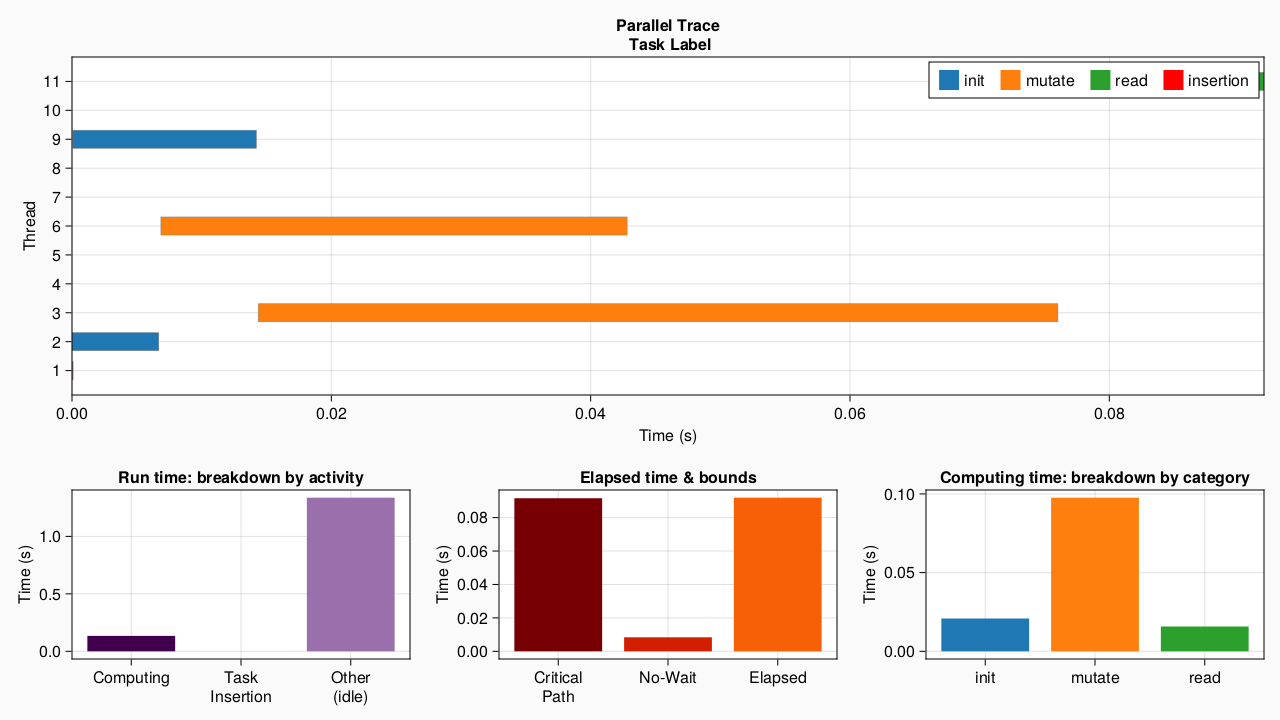 Parallel Trace
Task Label
init mutate read insertion
11
10
9
8
7
6
5
4
3
2
1
Thread
0.00 0.02 0.04 0.06 0.08
Time (s)
Run time: breakdown by activity
1.0
0.5
0.0
Time (s)
Computing Task Insertion Other (idle)
Elapsed time & bounds
0.08
0.06
0.04
0.02
0.00
Time (s)
Critical Path No-Wait Elapsed
Computing time: breakdown by category
0.10
0.05
0.00
Time (s)
init mutate read